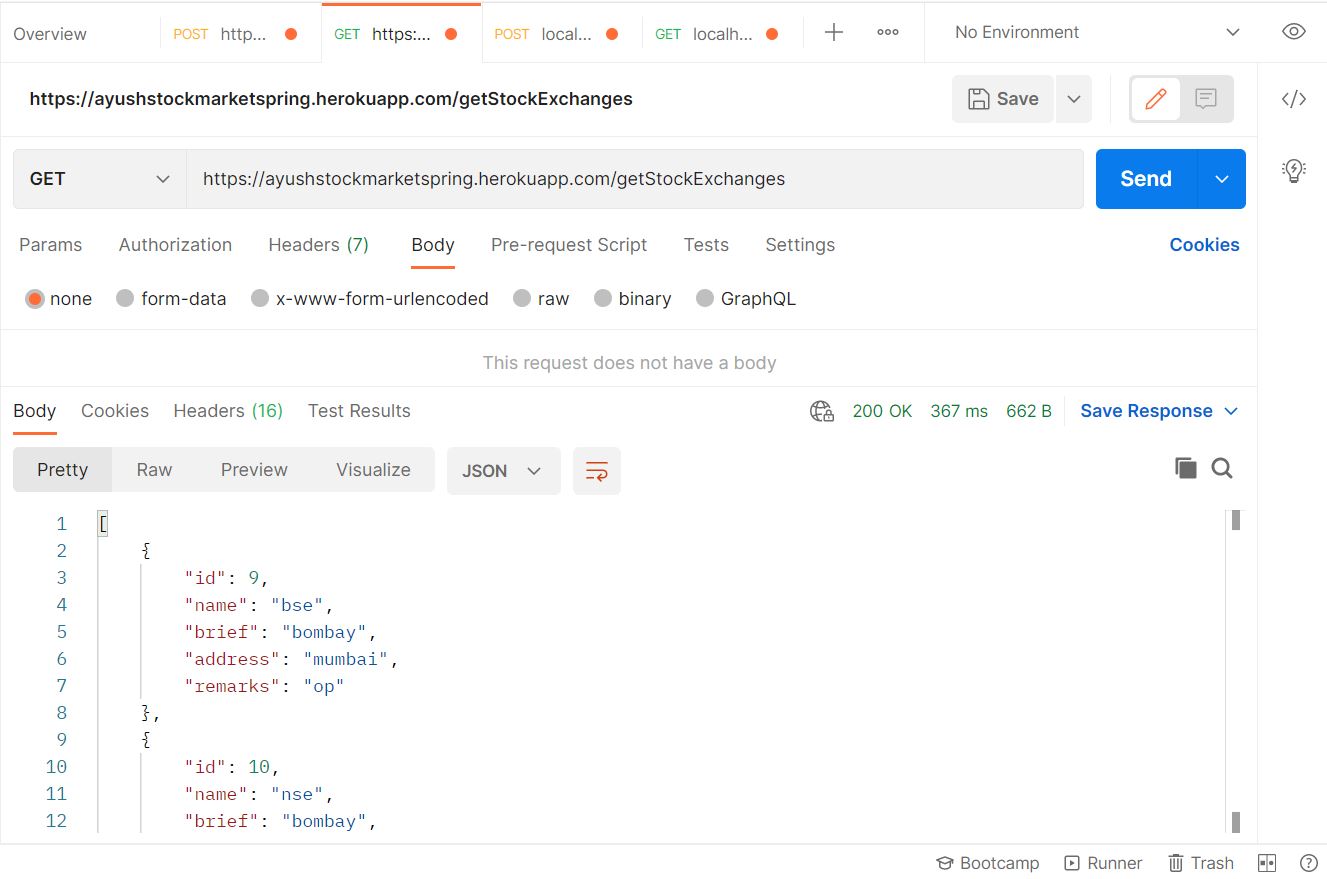 Overview POST http... GET https:... POST local... GET localh... No Environment
https://ayushstockmarketspring.herokuapp.com/getStockExchanges Save
GET https://ayushstockmarketspring.herokuapp.com/getStockExchanges Send
Params Authorization Headers (7) Body Pre-request Script Tests Settings Cookies
none form-data x-www-form-urlencoded raw binary GraphQL
This request does not have a body
Body Cookies Headers (16) Test Results 200 OK 367 ms 662 B Save Response
Pretty Raw Preview Visualize JSON
1 [
2 {
3 "id": 9,
4 "name": "bse",
5 "brief": "bombay",
6 "address": "mumbai",
7 "remarks": "op"
8 },
9 {
10 "id": 10,
11 "name": "nse",
12 "brief": "bombay",
Bootcamp Runner Trash